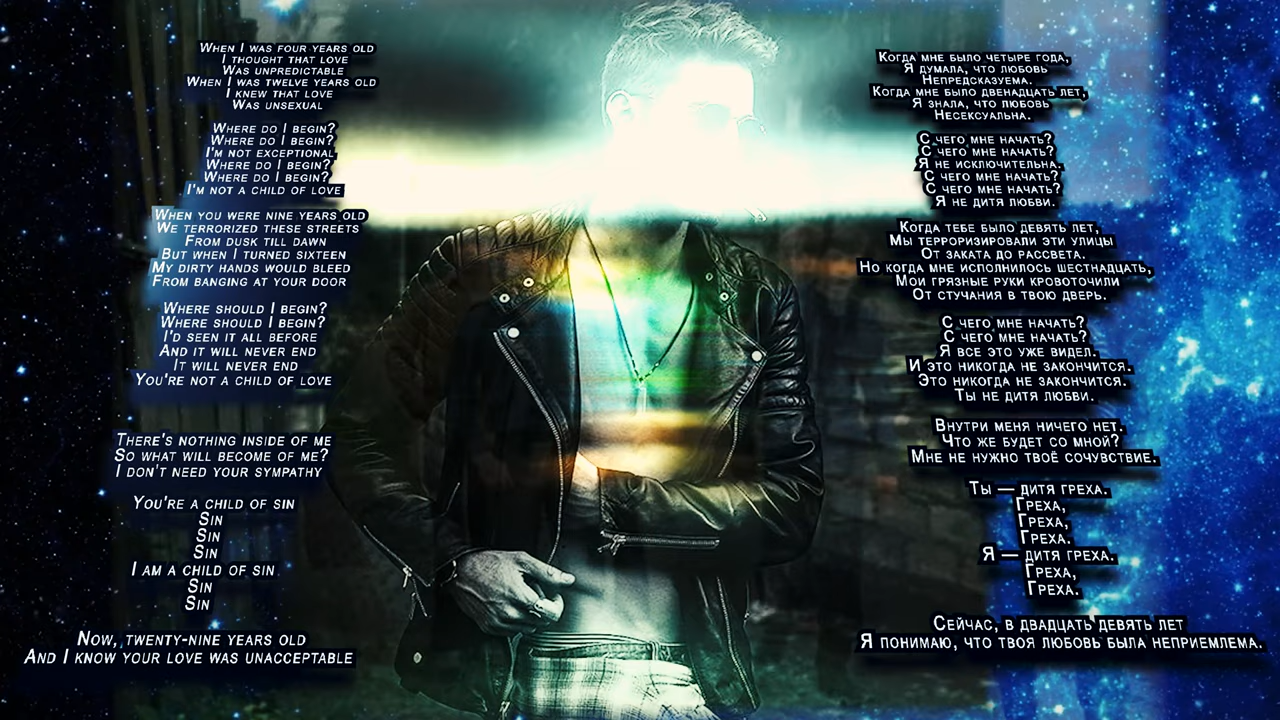 When I was four years old
I thought that love
Was unpredictable
When I was twelve years old
I knew that love
Was unsexual
Where do I begin?
Where do I begin?
I'm not exceptional
Where do I begin?
Where do I begin?
I'm not a child of love
When you were nine years old
We terrorized these streets
From dusk till dawn
But when I turned sixteen
My dirty hands would bleed
From banging at your door
Where should I begin?
Where should I begin?
I'd seen it all before
And it will never end
It will never end
You're not a child of love
There's nothing inside of me
So what will become of me?
I don't need your sympathy
You're a child of sin
Sin
Sin
Sin
I am a child of sin
Sin
Sin
Now, twenty-nine years old
And I know your love was unacceptable
Когда мне было четыре года,
Я думала, что любовь
Непредсказуема.
Когда мне было двенадцать лет,
Я знала, что любовь
Несексуальна.
С чего мне начать?
С чего мне начать?
Я не исключительна.
С чего мне начать?
С чего мне начать?
Я не дитя любви.
Когда тебе было девять лет,
Мы терроризировали эти улицы
От заката до рассвета.
Но когда мне исполнилось шестнадцать,
Мои грязные руки кровоточили
От стучания в твою дверь.
С чего мне начать?
С чего мне начать?
Я все это уже видел.
И это никогда не закончится.
Это никогда не закончится.
Ты не дитя любви.
Внутри меня ничего нет.
Что же будет со мной?
Мне не нужно твоё сочувствие.
Ты — дитя греха.
Греха,
Греха,
Греха.
Я — дитя греха.
Греха,
Греха.
Сейчас, в двадцать девять лет
Я понимаю, что твоя любовь была неприемлема.